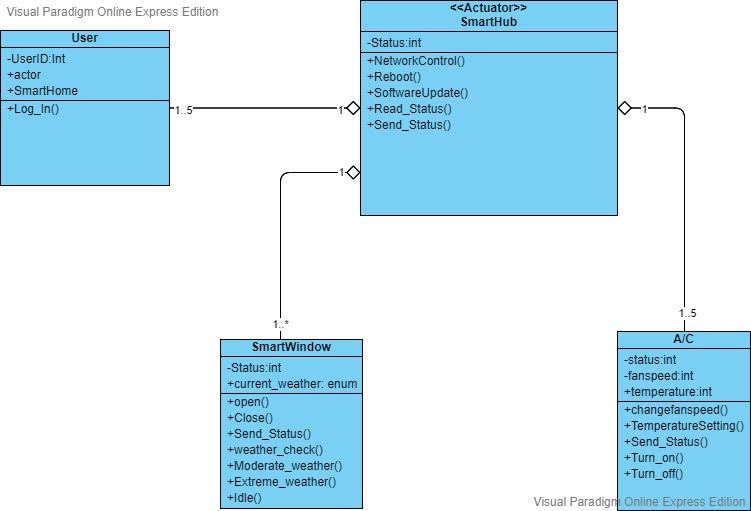 Visual Paradigm Online Express Edition
<<Actuator>>
SmartHub
-Status:int
+NetworkControl()
+Reboot()
+SoftwareUpdate()
+Read_Status()
+Send_Status()
User
-UserID:Int
+actor
+SmartHome
+Log_In()
1..5
1
1
1
1..*
1..5
SmartWindow
-Status:int
+current_weather: enum
+open()
+Close()
+Send_Status()
+weather_check()
+Moderate_weather()
+Extreme_weather()
+Idle()
A/C
-status:int
-fanspeed:int
+temperature:int
+changefanspeed()
+TemperatureSetting()
+Send_Status()
+Turn_on()
+Turn_off()
Visual Paradigm Online Express Edition